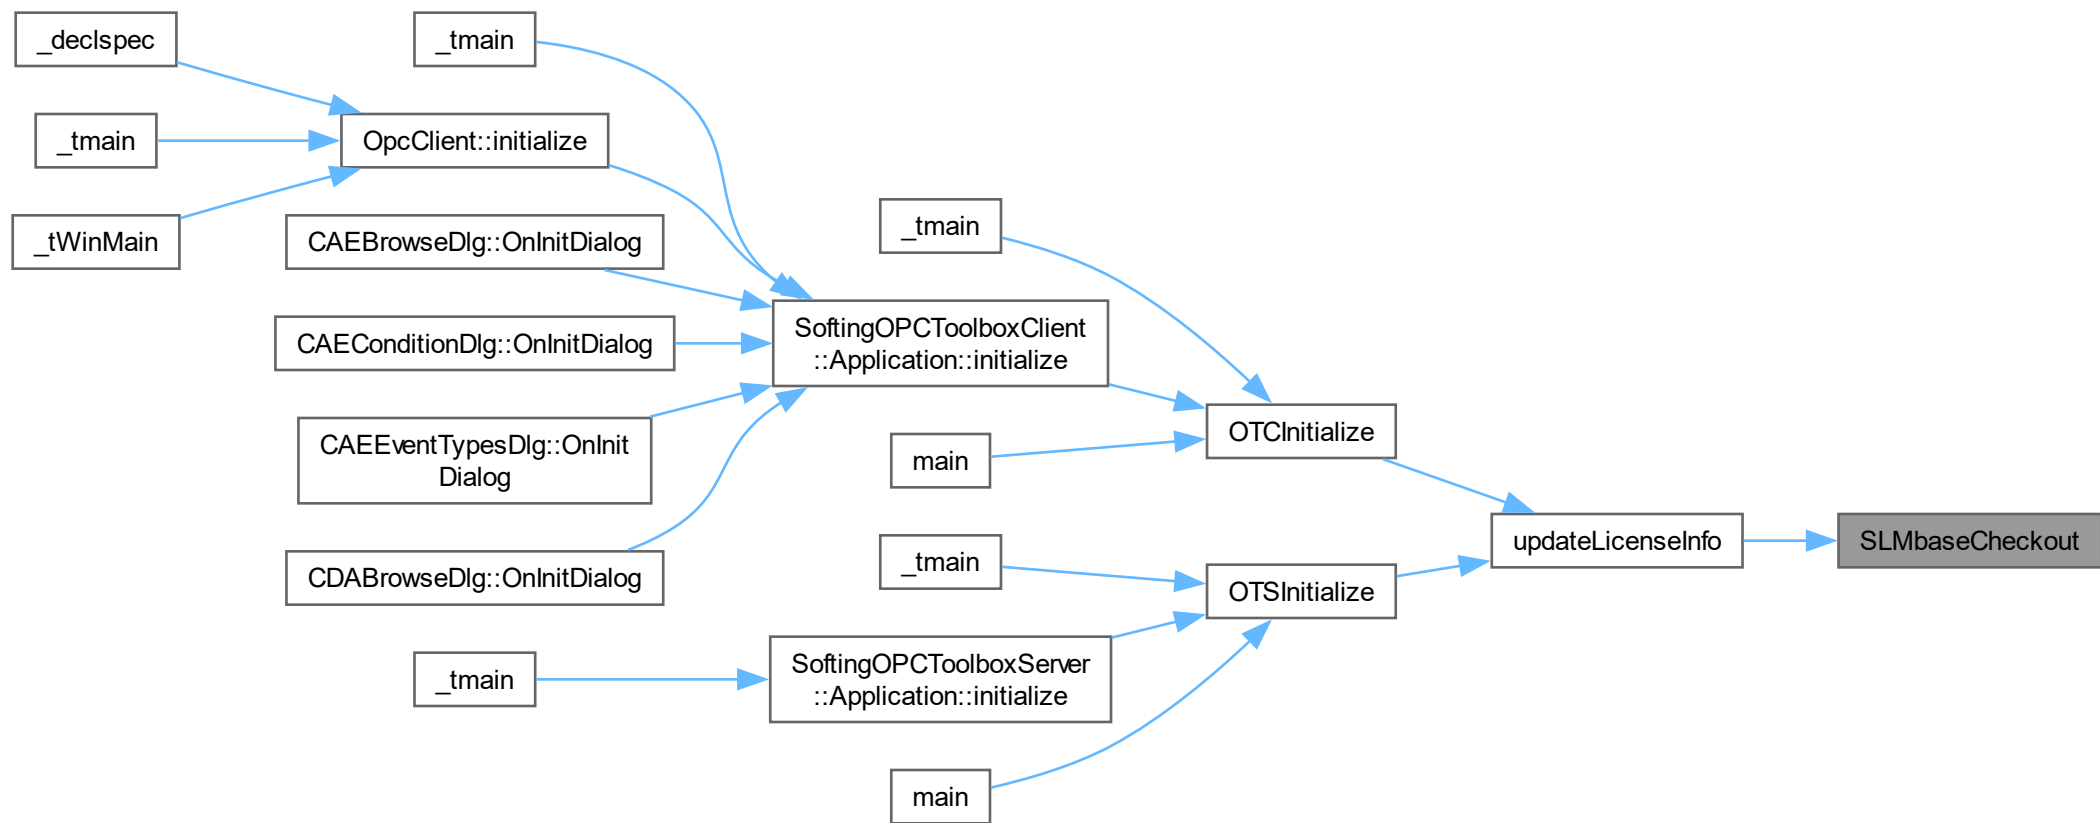 _declspec
_tmain
_tmain
OpcClient::initialize
_tWinMain
CAEBrowseDlg::OnInitDialog
_tmain
SoftingOPCToolboxClient
::Application::initialize
CAEConditionDlg::OnInitDialog
CAEEventTypesDlg::OnInit
Dialog
OTCInitialize
main
CDABrowseDlg::OnInitDialog
_tmain
updateLicenseInfo
SLMbaseCheckout
OTSInitialize
_tmain
SoftingOPCToolboxServer
::Application::initialize
main